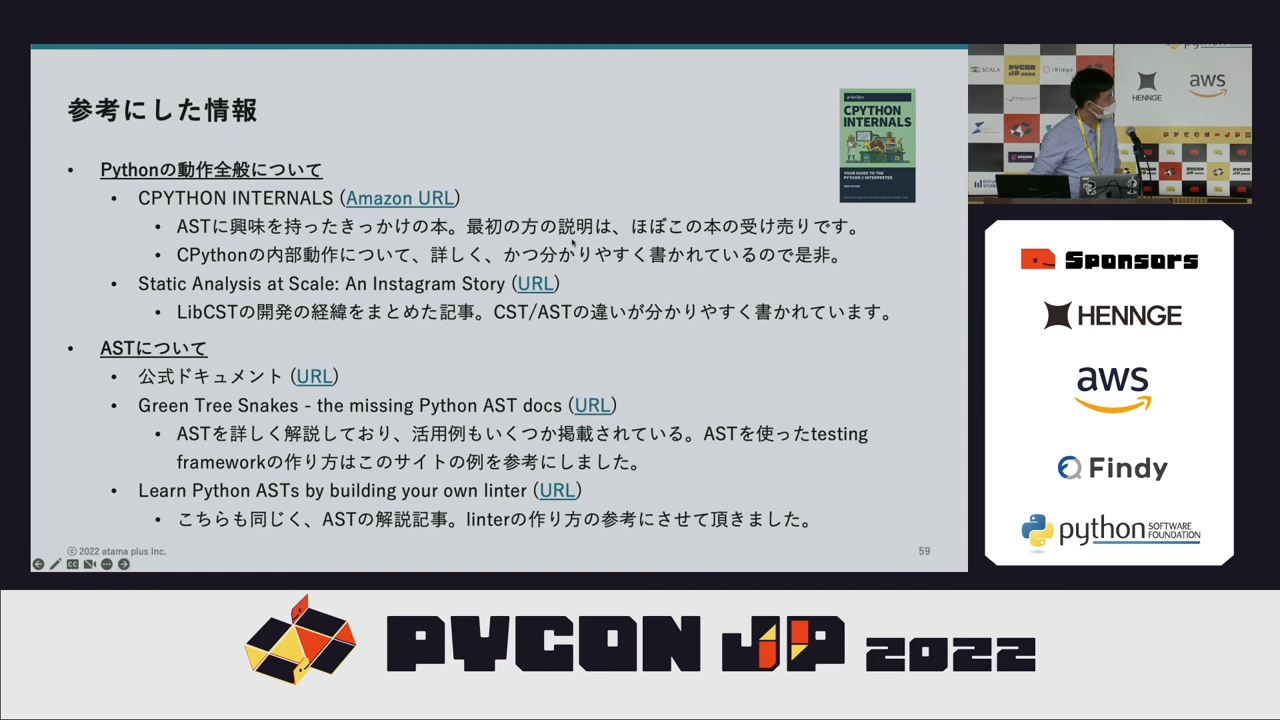 参考にした情報
• Pythonの動作全般について
• CPYTHON INTERNALS (Amazon URL)
• ASTに興味を持ったきっかけの本。最初の方の説明は、ほぼこの本の受け売りです。
• CPythonの内部動作について、詳しく、かつ分かりやすく書かれているので是非。
• Static Analysis at Scale: An Instagram Story (URL)
• LibCSTの開発の経緯をまとめた記事。CST/ASTの違いが分かりやすく書かれています。
• ASTについて
• 公式ドキュメント (URL)
• Green Tree Snakes - the missing Python AST docs (URL)
• ASTを詳しく解説しており、活用例もいくつか掲載されている。ASTを使ったtesting
frameworkの作り方はこのサイトの例を参考にしました。
• Learn Python ASTs by building your own linter (URL)
• こちらも同じく、ASTの解説記事。linterの作り方の参考にさせて頂きました。
© 2022 atama plus Inc.
59
CPYTHON
INTERNALS
YOUR GUIDE TO THE
PYTHON 3 INTERPRETER
SCALA
PYCON
JP 2022
iRidge
HENNGE
aws
Sponsors
HENNGE
aws
Findy
python SOFTWARE
FOUNDATION
PYCON JP 2022